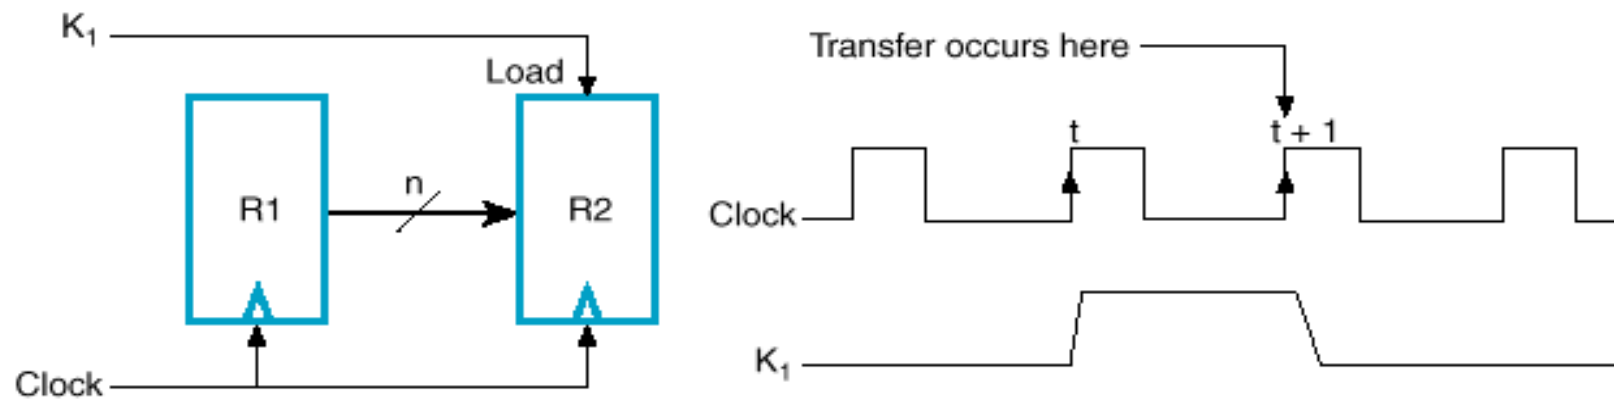 K₁
Load
n
R1
R2
Clock
Transfer occurs here
t
t + 1
Clock
K₁